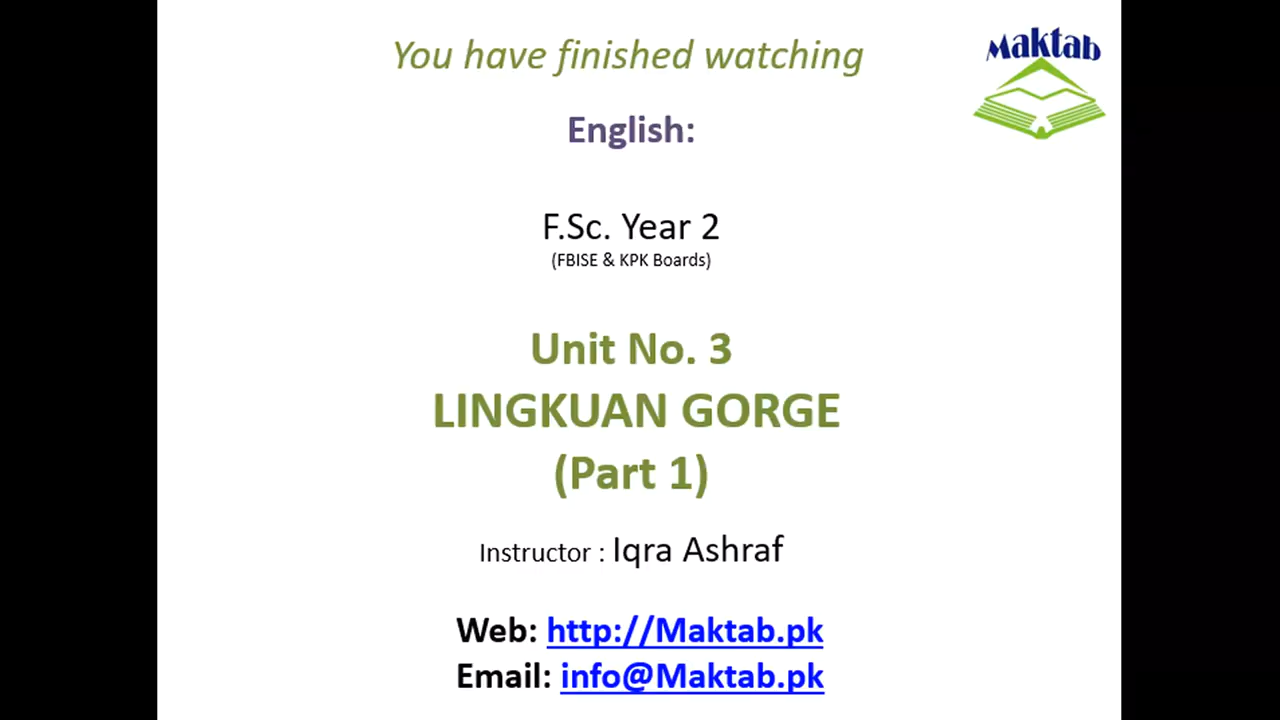 You have finished watching
Maktab
English:
F.Sc. Year 2
(FBISE & KPK Boards)
Unit No. 3
LINGKUAN GORGE
(Part 1)
Instructor : Iqra Ashraf
Web: http://Maktab.pk
Email: info@Maktab.pk